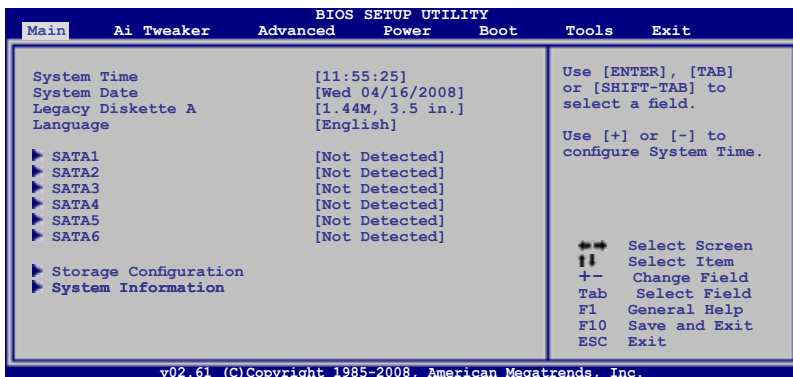 BIOS SETUP UTILITY
Main Ai Tweaker Advanced Power Boot Tools Exit
System Time [11:55:25]
System Date [Wed 04/16/2008]
Legacy Diskette A [1.44M, 3.5 in.]
Language [English]
SATA1 [Not Detected]
SATA2 [Not Detected]
SATA3 [Not Detected]
SATA4 [Not Detected]
SATA5 [Not Detected]
SATA6 [Not Detected]
Storage Configuration
System Information
Use [ENTER], [TAB]
or [SHIFT-TAB] to
select a field.
Use [+] or [-] to
configure System Time.
Select Screen
Select Item
+- Change Field
Tab Select Field
F1 General Help
F10 Save and Exit
ESC Exit
v02.61 (C)Copyright 1985-2008, American Megatrends, Inc.